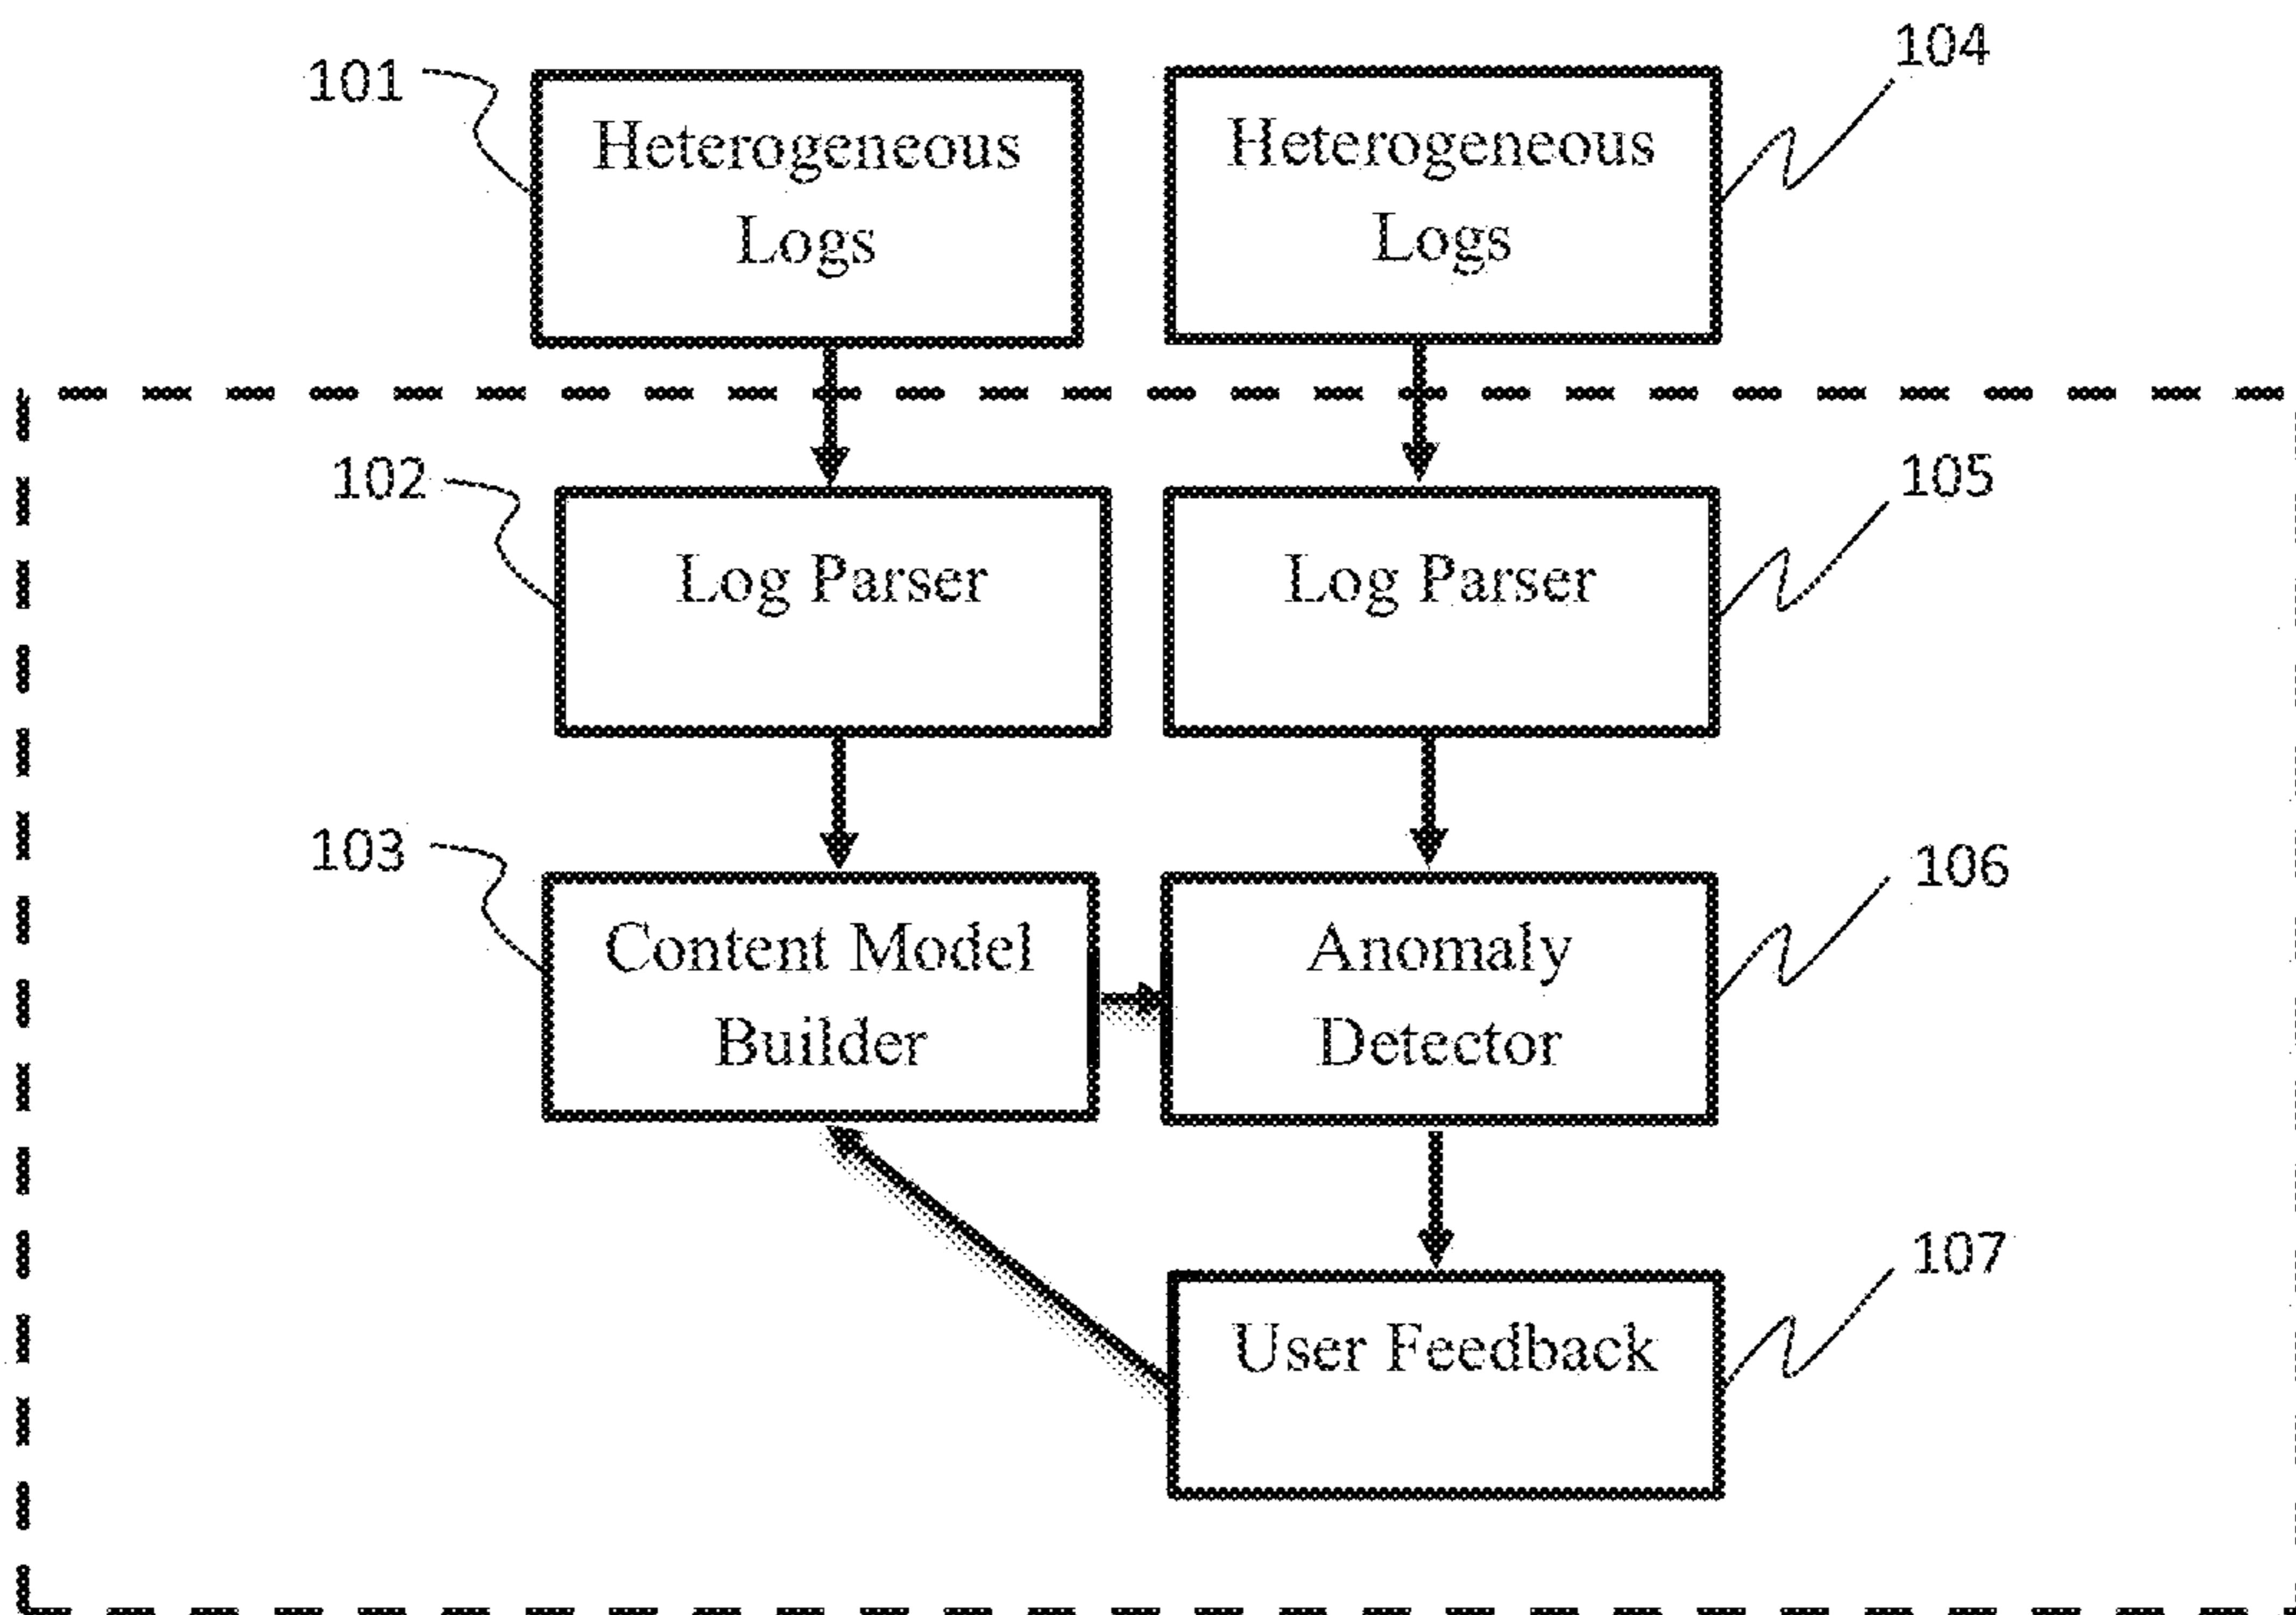 101
Heterogeneous
Logs
Heterogeneous
Logs
104
102
Log Parser
Log Parser
105
103
Content Model
Builder
Anomaly
Detector
106
User Feedback
107